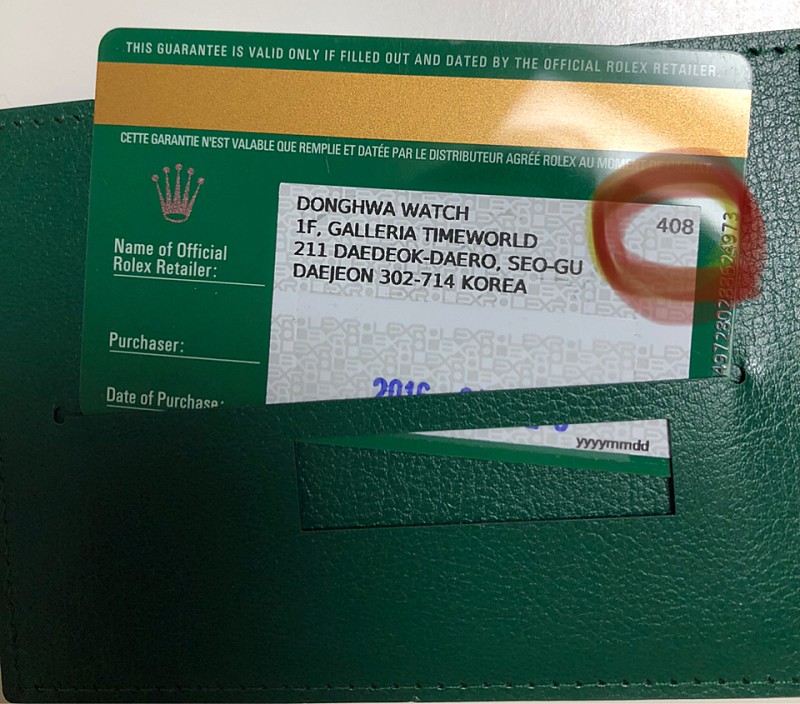 THIS GUARANTEE IS VALID ONLY IF FILLED OUT AND DATED BY THE OFFICIAL ROLEX RETAILER.
CETTE GARANTIE N'EST VALABLE QUE REMPLIE ET DATÉE PAR LE DISTRIBUTEUR AGRÉÉ ROLEX AU
DONGHWA WATCH
1F, GALLERIA TIMEWORLD
211 DAEDEOK-DAERO, SEO-GU
DAEJEON 302-714 KOREA
408
Name of Official
Rolex Retailer:
Purchaser:
Date of Purchase:
2016
yyyymmdd